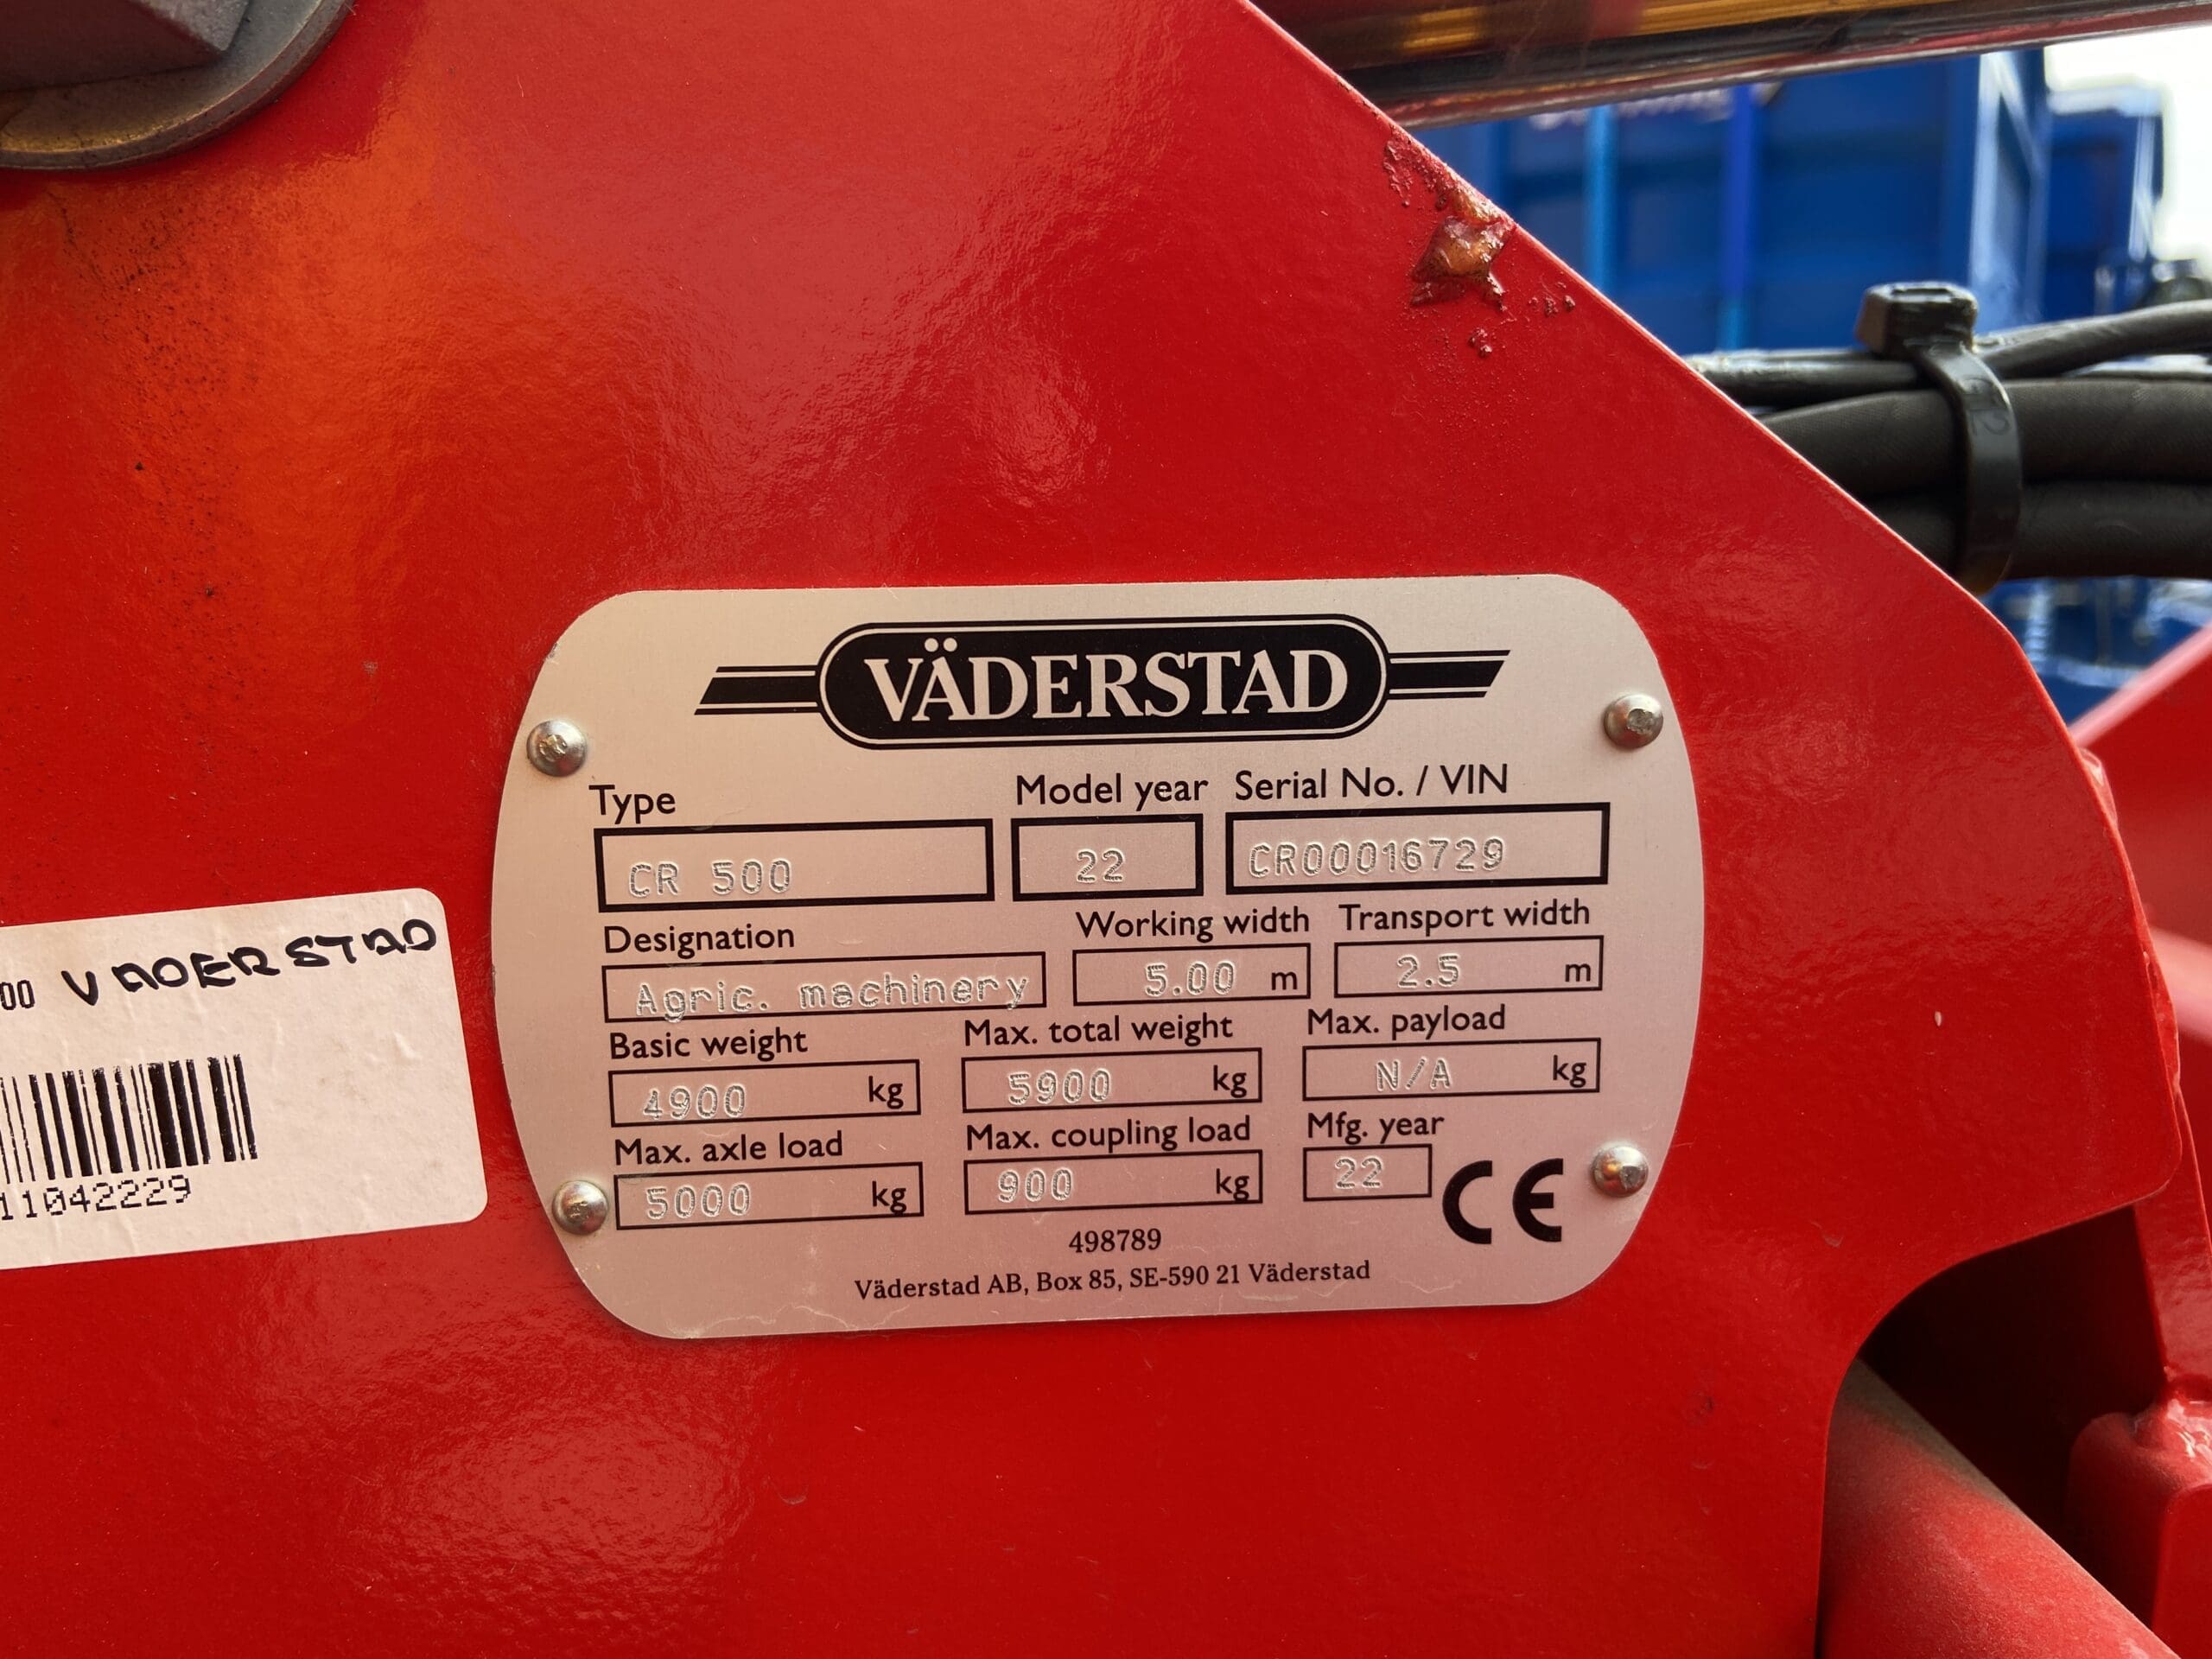 VÄDERSTAD
Type Model year Serial No. / VIN
CR 500 22 CR00016729
Designation Working width Transport width
Agric. machinery 5.00 m 2.5 m
Basic weight Max. total weight Max. payload
4900 kg 5900 kg N/A kg
Max. axle load Max. coupling load Mfg. year
5000 kg 900 kg 22 CE
498789
Väderstad AB, Box 85, SE-590 21 Väderstad
00 VADERSTAD
11042229